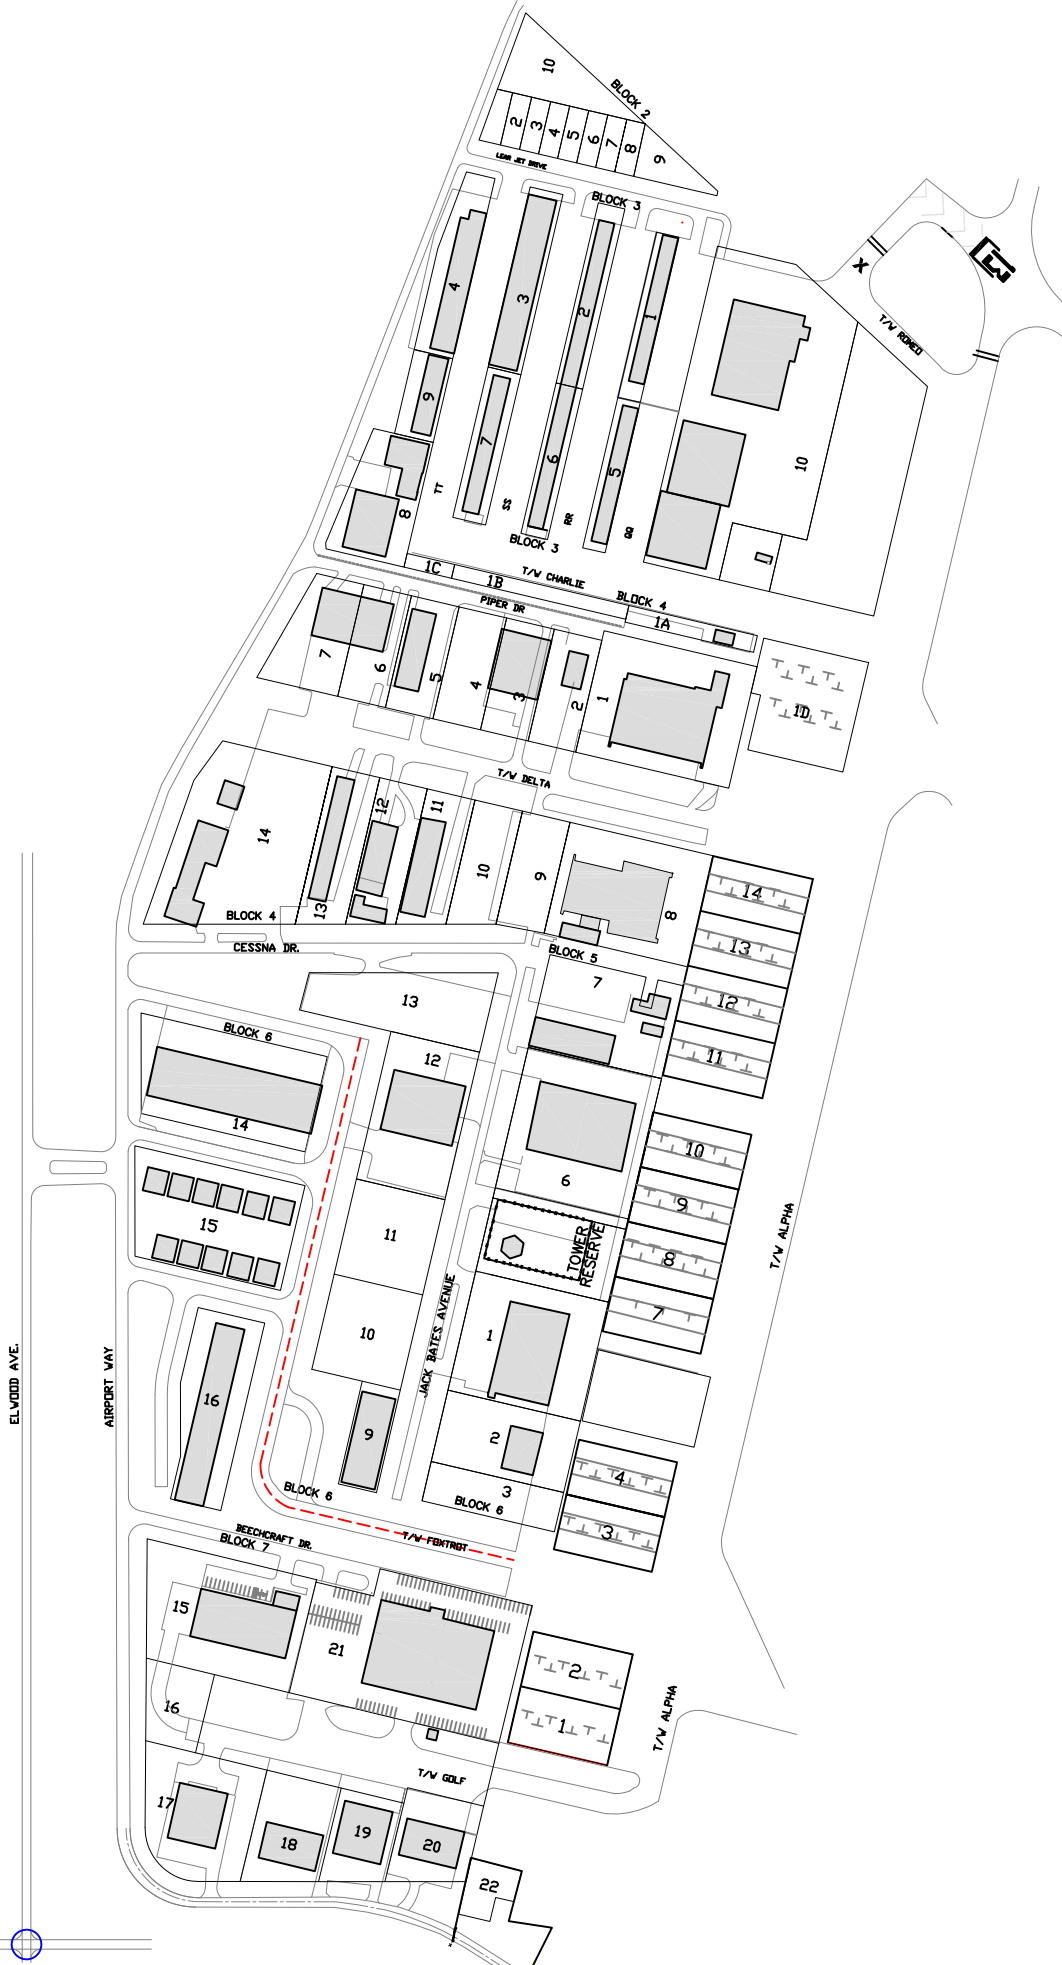 10
BLOCK 2
2
3
4
5
6
7
8
9
LEAR JET DRIVE
BLOCK 3
4
3
2
1
X
T/W ROMEO
9
7
6
5
10
8
TT
SS
RR
QQ
BLOCK 3
1C
1B
T/W CHARLIE
PIPER DR
BLOCK 4
1A
7
6
5
4
3
2
1
1D
T/W DELTA
14
13
12
11
10
9
8
BLOCK 4
CESSNA DR.
BLOCK 5
7
14
13
12
11
13
BLOCK 6
12
14
6
10
9
8
7
15
11
TOWER
RESERVE
T/W ALPHA
10
JACK BATES AVENUE
1
ELWOOD AVE.
AIRPORT WAY
16
9
2
3
4
3
BLOCK 6
BLOCK 6
T/W FOXTROT
BEECHCRAFT DR.
BLOCK 7
15
21
16
2
1
T/W ALPHA
T/W GOLF
17
18
19
20
22